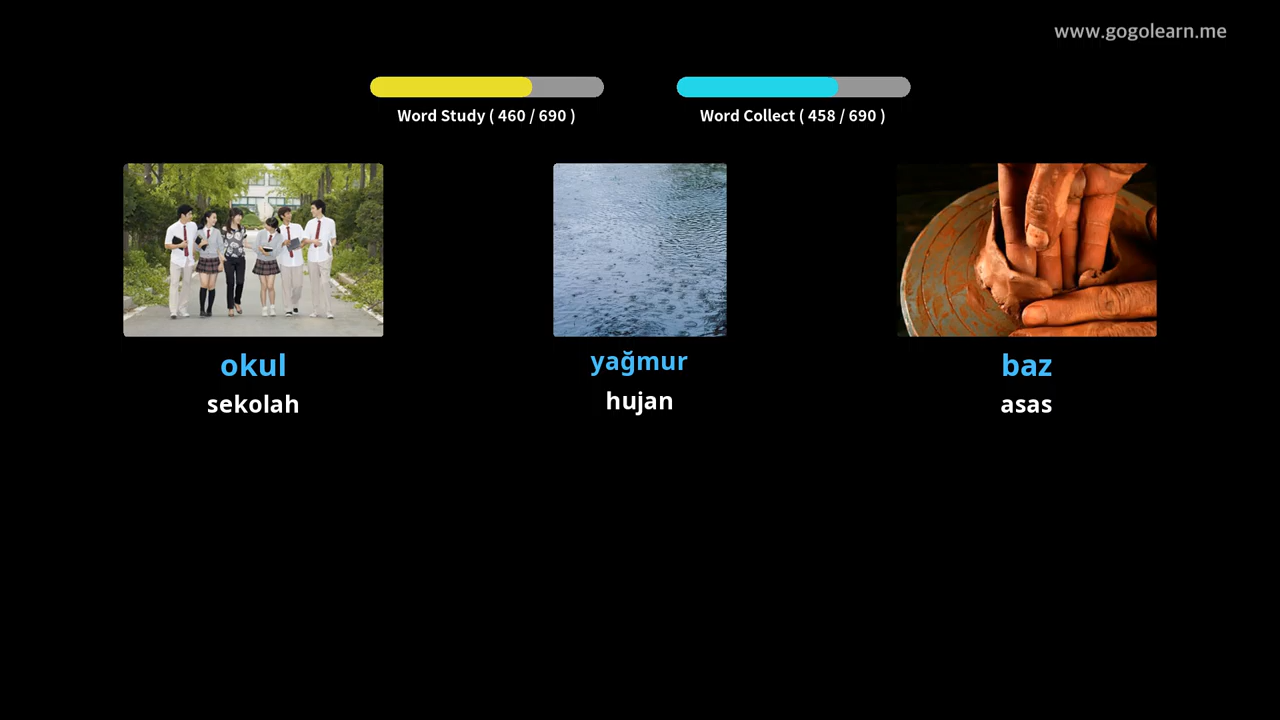 www.gogolearn.me
Word Study ( 460 / 690 )
Word Collect ( 458 / 690 )
okul
sekolah
yağmur
hujan
baz
asas